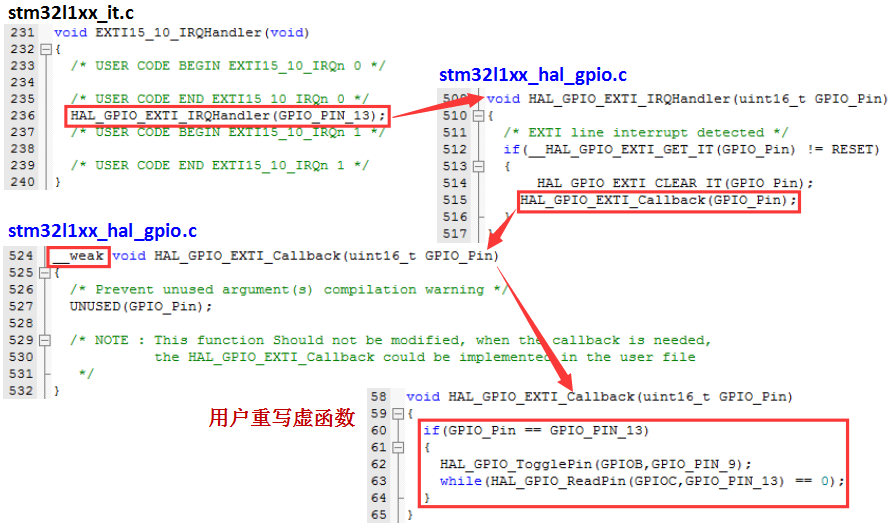 stm32l1xx_it.c
231 void EXTI15_10_IRQHandler(void)
232 {
233 /* USER CODE BEGIN EXTI15_10_IRQn 0 */
234
235 /* USER CODE END EXTI15_10_IRQn 0 */
236 HAL_GPIO_EXTI_IRQHandler(GPIO_PIN_13);
237 /* USER CODE BEGIN EXTI15_10_IRQn 1 */
238
239 /* USER CODE END EXTI15_10_IRQn 1 */
240 }
stm32l1xx_hal_gpio.c
509 void HAL_GPIO_EXTI_IRQHandler(uint16_t GPIO_Pin)
510 {
511 /* EXTI line interrupt detected */
512 if(__HAL_GPIO_EXTI_GET_IT(GPIO_Pin) != RESET)
513 {
514 __HAL_GPIO_EXTI_CLEAR_IT(GPIO_Pin);
515 HAL_GPIO_EXTI_Callback(GPIO_Pin);
516 }
517 }
stm32l1xx_hal_gpio.c
524 __weak void HAL_GPIO_EXTI_Callback(uint16_t GPIO_Pin)
525 {
526 /* Prevent unused argument(s) compilation warning */
527 UNUSED(GPIO_Pin);
528
529 /* NOTE : This function Should not be modified, when the callback is needed,
530 the HAL_GPIO_EXTI_Callback could be implemented in the user file
531 */
532 }
用户重写虚函数
58 void HAL_GPIO_EXTI_Callback(uint16_t GPIO_Pin)
59 {
60 if(GPIO_Pin == GPIO_PIN_13)
61 {
62 HAL_GPIO_TogglePin(GPIOB,GPIO_PIN_9);
63 while(HAL_GPIO_ReadPin(GPIOC,GPIO_PIN_13) == 0);
64 }
65 }